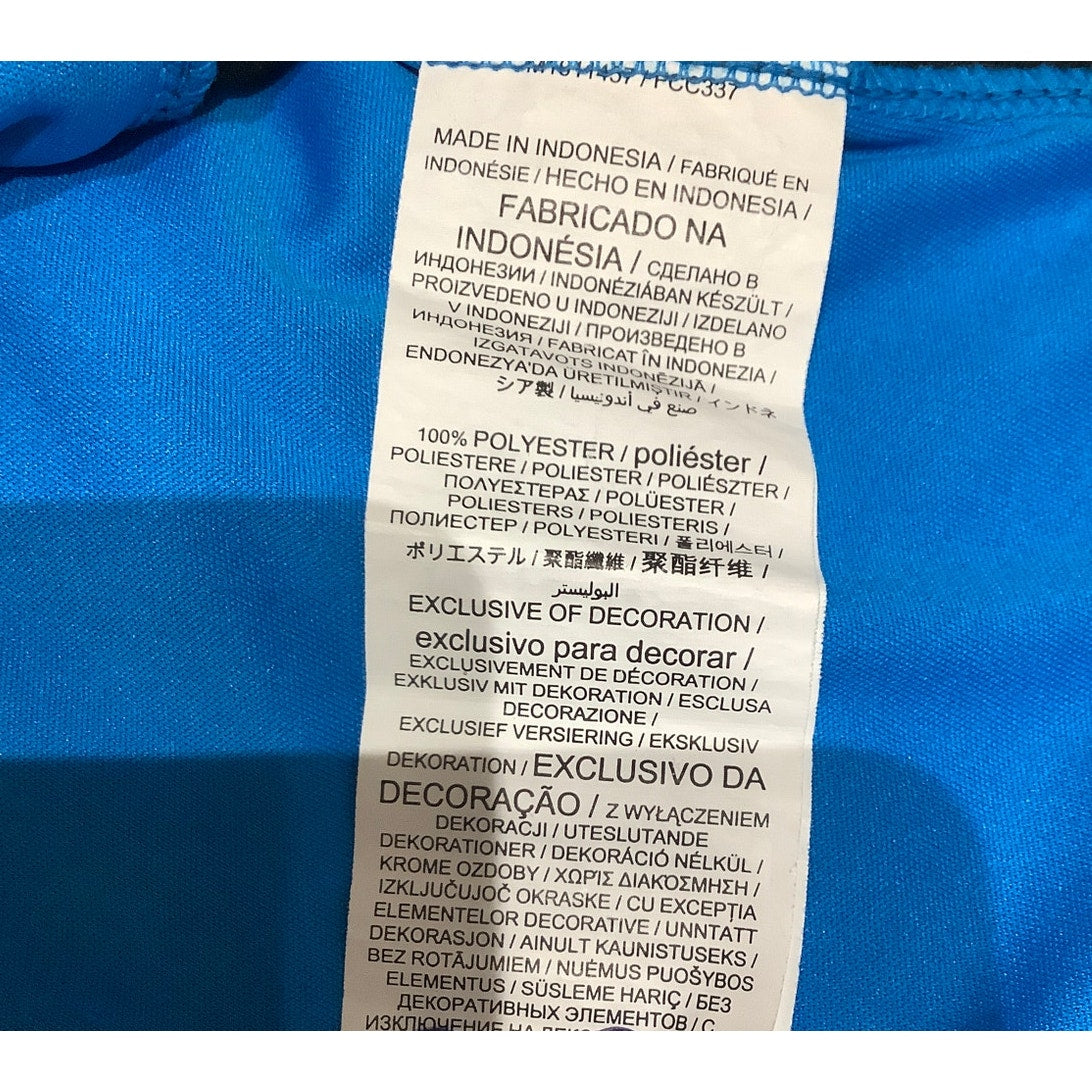 MADE IN INDONESIA / FABRIQUÉ EN
INDONÉSIE / HECHO EN INDONESIA /
FABRICADO NA
INDONÉSIA / СДЕЛАНО В
ИНДОНЕЗИИ / INDONÉZIÁBAN KÉSZÜLT /
PROIZVEDENO U INDONEZIJI / IZDELANO
V INDONEZIJI / ПРОИЗВЕДЕНО В
ИНДОНЕЗИЯ / FABRICAT ÎN INDONEZIA /
IZGATAVOTS INDONĒZIJĀ /
ENDONEZYA'DA ÜRETILMIŞTIR / インドネ
シア製 / صنع في أندونيسيا
100% POLYESTER / poliéster /
POLIESTERE / POLIESTER / POLIÉSZTER /
ΠΟΛΥΕΣΤΕΡΑΣ / POLÜESTER /
POLIESTERS / POLIESTERIS /
ПОЛИЕСТЕР / POLYESTERI / 폴리에스터 /
ポリエステル / 聚酯纖維 / 聚酯纤维 /
البوليستر
EXCLUSIVE OF DECORATION /
exclusivo para decorar /
EXCLUSIVEMENT DE DÉCORATION /
EXKLUSIV MIT DEKORATION / ESCLUSA
DECORAZIONE /
EXCLUSIEF VERSIERING / EKSKLUSIV
DEKORATION / EXCLUSIVO DA
DECORAÇÃO / Z WYŁĄCZENIEM
DEKORACJI / UTESLUTANDE
DEKORATIONER / DEKORÁCIÓ NÉLKÜL /
KROME OZDOBY / ΧΩΡΊΣ ΔΙΑΚΌΣΜΗΣΗ /
IZKLJUČUJOČ OKRASKE / CU EXCEPŢIA
ELEMENTELOR DECORATIVE / UNNTATT
DEKORASJON / AINULT KAUNISTUSEKS /
BEZ ROTĀJUMIEM / NUĖMUS PUOŠYBOS
ELEMENTUS / SÜSLEME HARIÇ / БЕЗ
ДЕКОРАТИВНЫХ ЭЛЕМЕНТОВ / С
ИЗКЛЮЧЕНИЕ НА